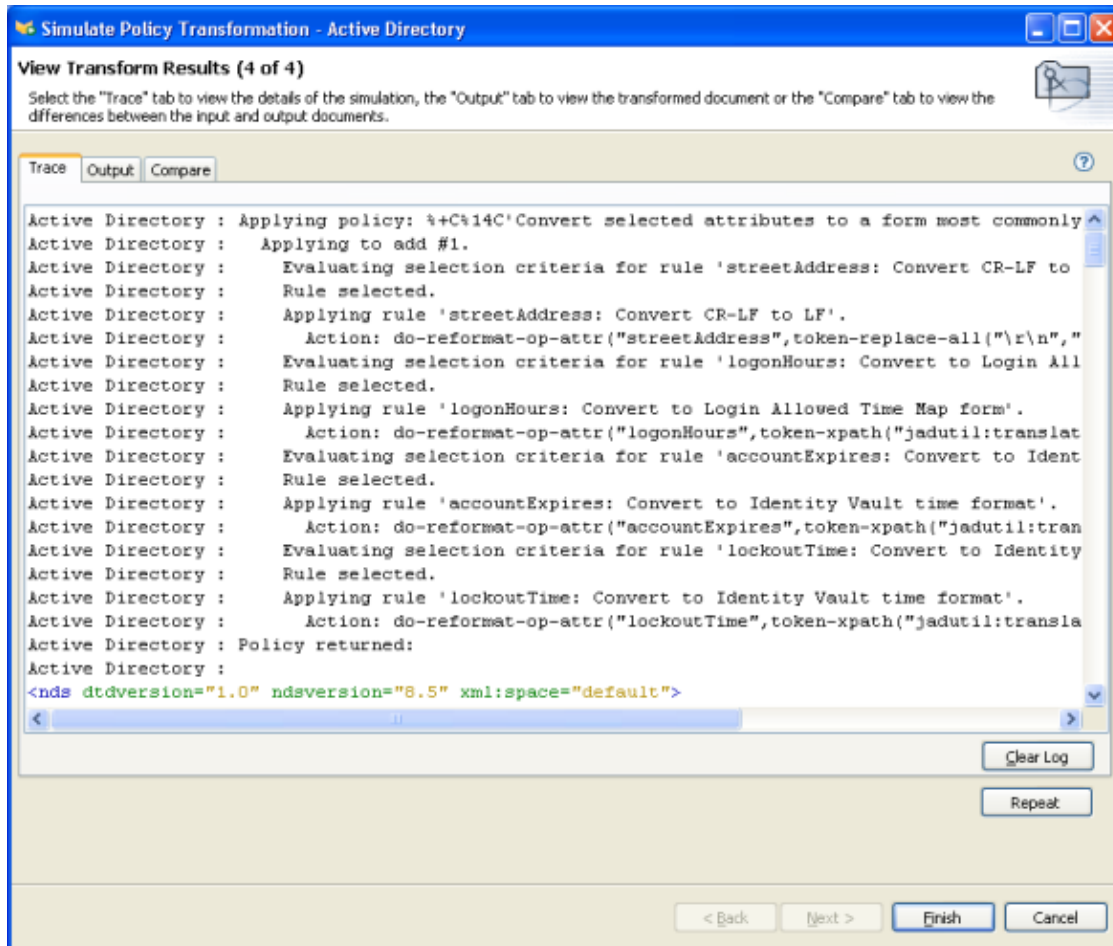 Simulate Policy Transformation - Active Directory
View Transform Results (4 of 4)
Select the "Trace" tab to view the details of the simulation, the "Output" tab to view the transformed document or the "Compare" tab to view the
differences between the input and output documents.
Trace Output Compare
Active Directory : Applying policy: %+C%14C'Convert selected attributes to a form most commonly
Active Directory :   Applying to add #1.
Active Directory :     Evaluating selection criteria for rule 'streetAddress: Convert CR-LF to
Active Directory :     Rule selected.
Active Directory :     Applying rule 'streetAddress: Convert CR-LF to LF'.
Active Directory :       Action: do-reformat-op-attr("streetAddress",token-replace-all("\r\n","
Active Directory :     Evaluating selection criteria for rule 'logonHours: Convert to Login All
Active Directory :     Rule selected.
Active Directory :     Applying rule 'logonHours: Convert to Login Allowed Time Map form'.
Active Directory :       Action: do-reformat-op-attr("logonHours",token-xpath("jadutil:translat
Active Directory :     Evaluating selection criteria for rule 'accountExpires: Convert to Ident
Active Directory :     Rule selected.
Active Directory :     Applying rule 'accountExpires: Convert to Identity Vault time format'.
Active Directory :       Action: do-reformat-op-attr("accountExpires",token-xpath("jadutil:tran
Active Directory :     Evaluating selection criteria for rule 'lockoutTime: Convert to Identity
Active Directory :     Rule selected.
Active Directory :     Applying rule 'lockoutTime: Convert to Identity Vault time format'.
Active Directory :       Action: do-reformat-op-attr("lockoutTime",token-xpath("jadutil:transla
Active Directory : Policy returned:
Active Directory :
<nds dtdversion="1.0" ndsversion="8.5" xml:space="default">
Clear Log
Repeat
< Back Next > Finish Cancel